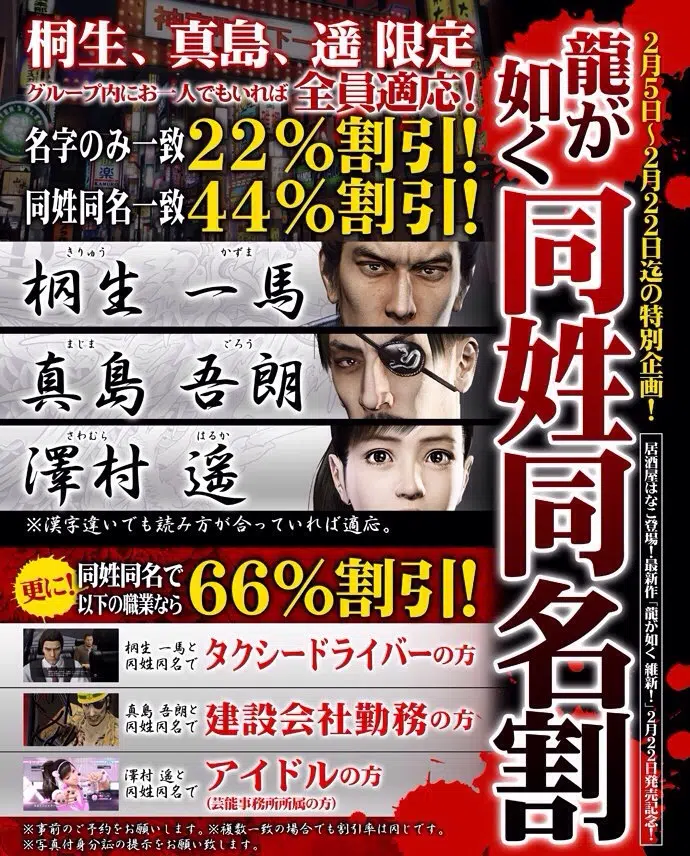 2月5日～2月22日迄の特別企画！
龍が如く
同姓同名割
居酒屋はなこ登場！最新作「龍が如く 維新！」2月22日発売記念！
桐生、真島、遥 限定
グループ内にお一人でもいれば 全員適応！
名字のみ一致22%割引！
同姓同名一致44%割引！
きりゅう かずま
桐生 一馬
まじま ごろう
真島 吾朗
さわむら はるか
澤村 遥
※漢字違いでも読み方が合っていれば適応。
更に！
同姓同名で
以下の職業なら
66%割引！
桐生 一馬と
同姓同名で
タクシードライバーの方
真島 吾朗と
同姓同名で
建設会社勤務の方
澤村 遥と
同姓同名で
アイドルの方
(芸能事務所所属の方)
※事前のご予約をお願いします。※複数一致の場合でも割引率は同じです。
※写真付身分証の提示をお願い致します。